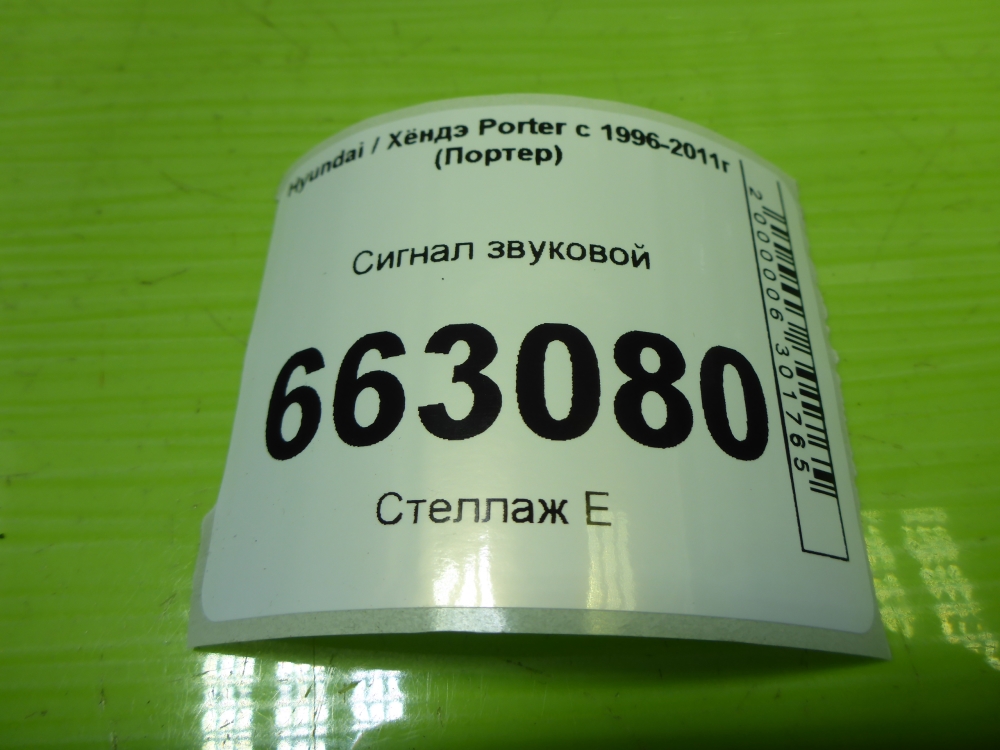 Hyundai / Хёндэ Porter с 1996-2011г
(Портер)
Сигнал звуковой
663080
Стеллаж E
2000006301765